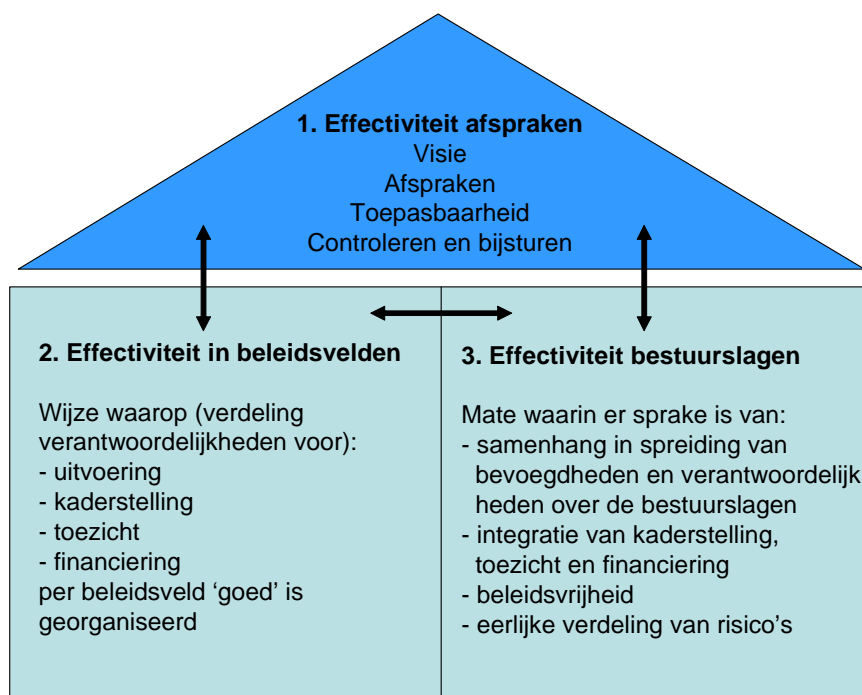 1. Effectiviteit afspraken
Visie
Afspraken
Toepasbaarheid
Controleren en bijsturen
2. Effectiviteit in beleidsvelden
Wijze waarop (verdeling
verantwoordelijkheden voor):
- uitvoering
- kaderstelling
- toezicht
- financiering
per beleidsveld ‘goed’ is
georganiseerd
3. Effectiviteit bestuurslagen
Mate waarin er sprake is van:
- samenhang in spreiding van
bevoegdheden en verantwoordelijk
heden over de bestuurslagen
- integratie van kaderstelling,
toezicht en financiering
- beleidsvrijheid
- eerlijke verdeling van risico’s